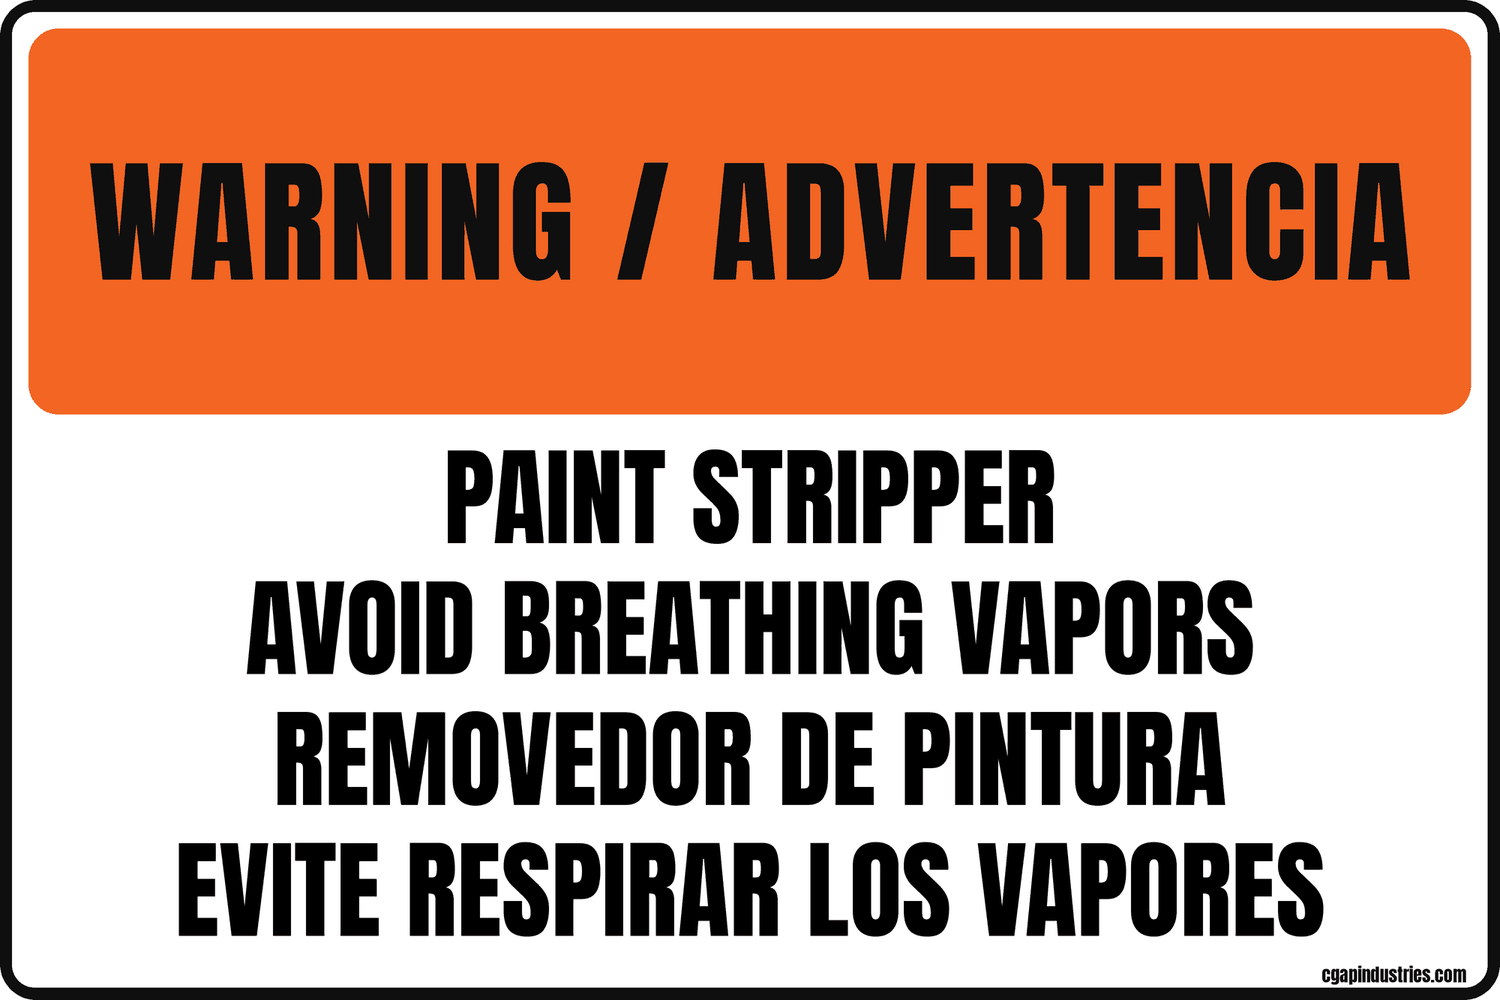 WARNING / ADVERTENCIA
PAINT STRIPPER
AVOID BREATHING VAPORS
REMOVEDOR DE PINTURA
EVITE RESPIRAR LOS VAPORES
cgapindustries.com